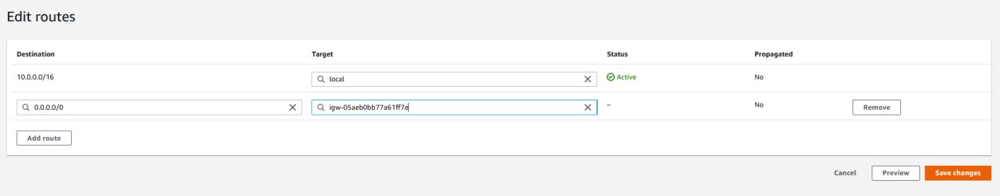 Edit routes
Destination Target Status Propagated
10.0.0.0/16 local Active No
0.0.0.0/0 igw-05aeb0bb77a61ff7e – No Remove
Add route
Cancel Preview Save changes